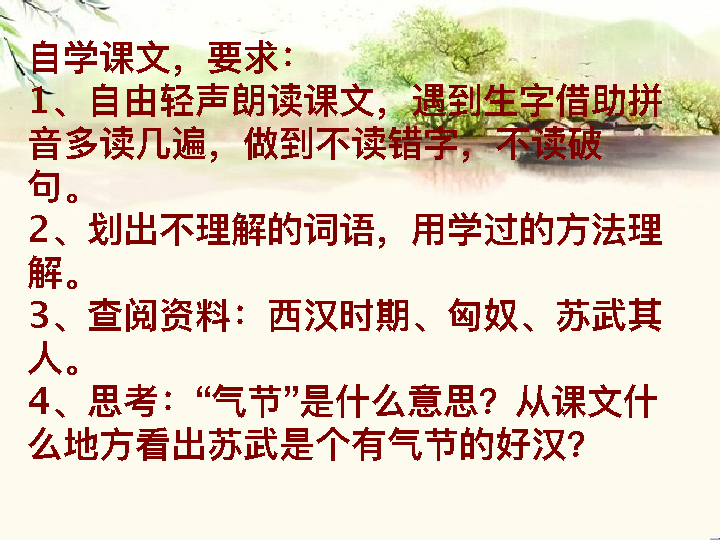 自学课文，要求：
1、自由轻声朗读课文，遇到生字借助拼
音多读几遍，做到不读错字，不读破
句。
2、划出不理解的词语，用学过的方法理
解。
3、查阅资料：西汉时期、匈奴、苏武其
人。
4、思考：“气节”是什么意思？从课文什
么地方看出苏武是个有气节的好汉？